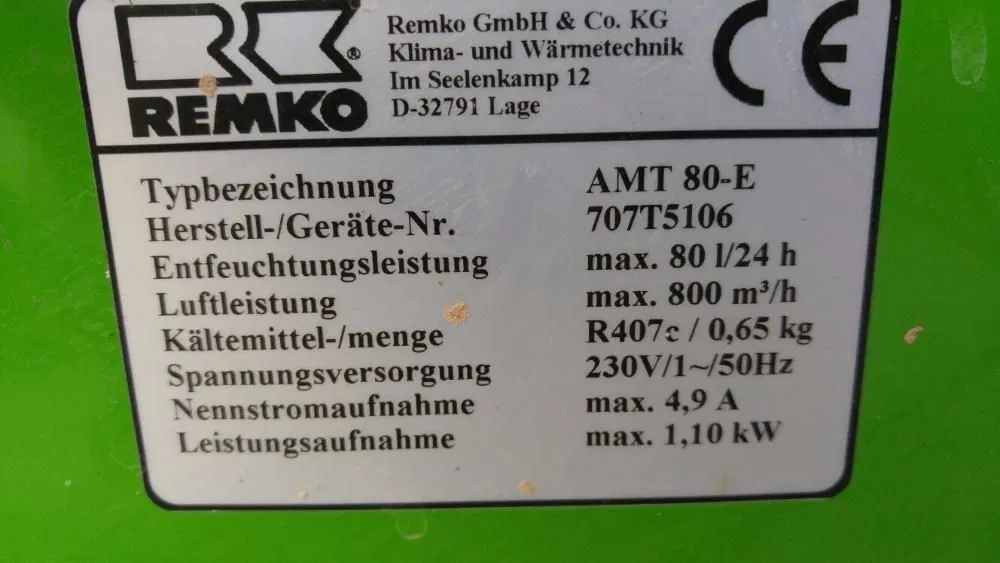 Remko GmbH & Co. KG
Klima- und Wärmetechnik
Im Seelenkamp 12
D-32791 Lage
®
REMKO
CE
Typbezeichnung AMT 80-E
Herstell-/Geräte-Nr. 707T5106
Entfeuchtungsleistung max. 80 l/24 h
Luftleistung max. 800 m³/h
Kältemittel-/menge R407c / 0,65 kg
Spannungsversorgung 230V/1~/50Hz
Nennstromaufnahme max. 4,9 A
Leistungsaufnahme max. 1,10 kW